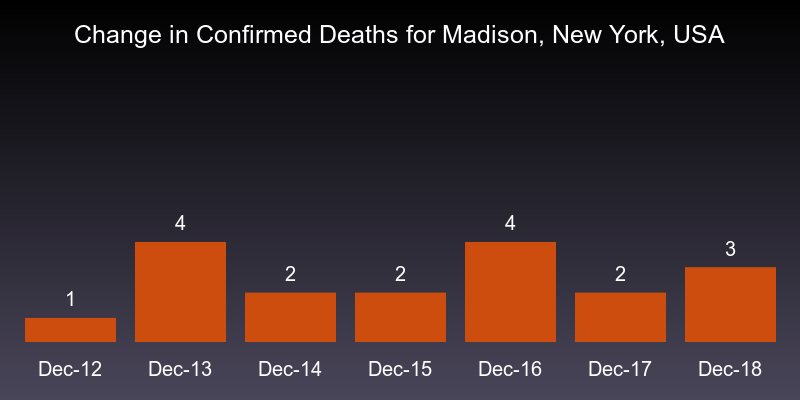 Change in Confirmed Deaths for Madison, New York, USA
1 4 2 2 4 2 3
Dec-12 Dec-13 Dec-14 Dec-15 Dec-16 Dec-17 Dec-18